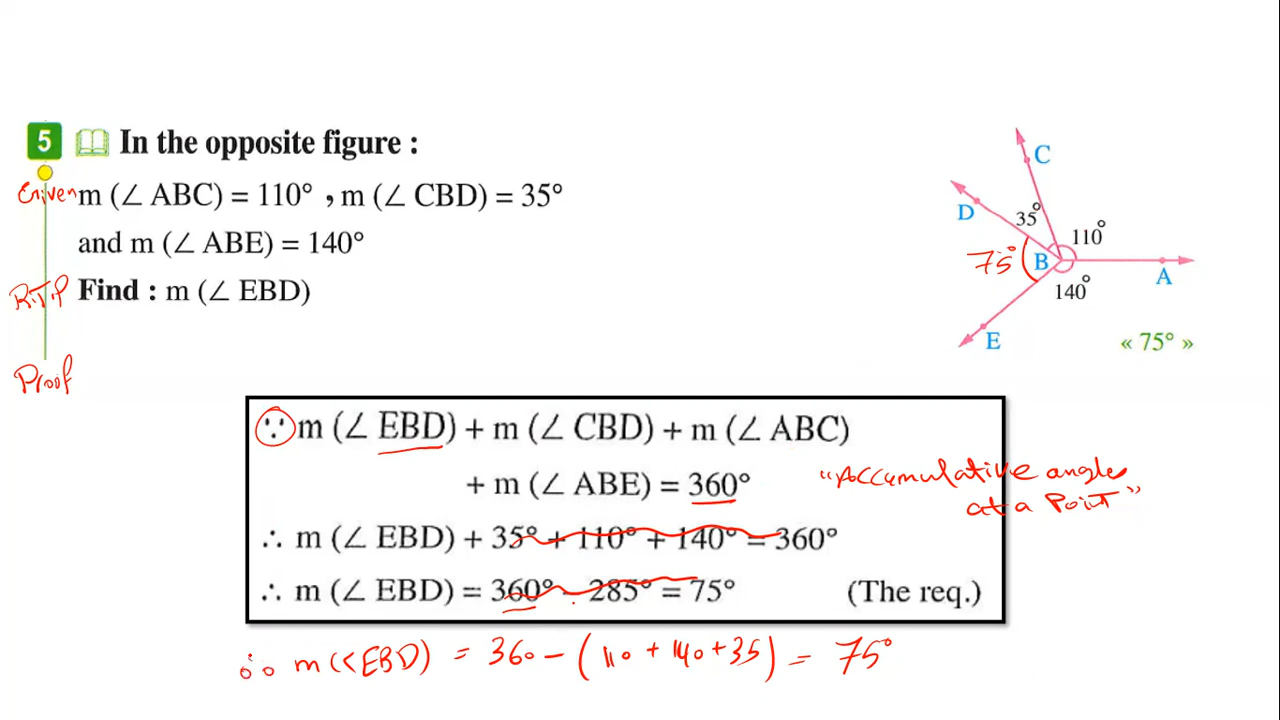 5 In the opposite figure :
Given m (∠ ABC) = 110° , m (∠ CBD) = 35°
and m (∠ ABE) = 140°
R.T.P Find : m (∠ EBD)
Proof
C
D
35°
110°
75°
B
A
140°
E
« 75° »
∵ m (∠ EBD) + m (∠ CBD) + m (∠ ABC)
+ m (∠ ABE) = 360°
"Accumulative angles
at a Point"
∴ m (∠ EBD) + 35° + 110° + 140° = 360°
∴ m (∠ EBD) = 360° - 285° = 75° (The req.)
∴ m (< EBD) = 360 - (110 + 140 + 35) = 75°